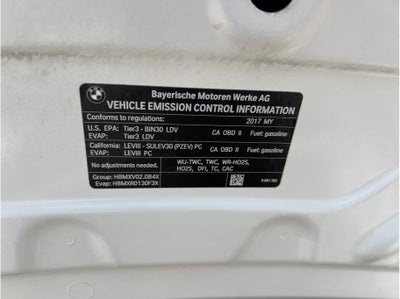 BMW
Bayerische Motoren Werke AG
VEHICLE EMISSION CONTROL INFORMATION
Conforms to regulations: 2017 MY
U.S. EPA: Tier3 - BIN30 LDV CA OBD II Fuel: gasoline
EVAP: Tier3 LDV
California: LEVIII - SULEV30 (PZEV) PC CA OBD II Fuel: gasoline
EVAP: LEVIII PC
No adjustments needed. WU-TWC, TWC, WR-HO2S,
HO2S, DFI, TC, CAC
Group: HBMXV02.0B4X
Evap: HBMXR0130F3X